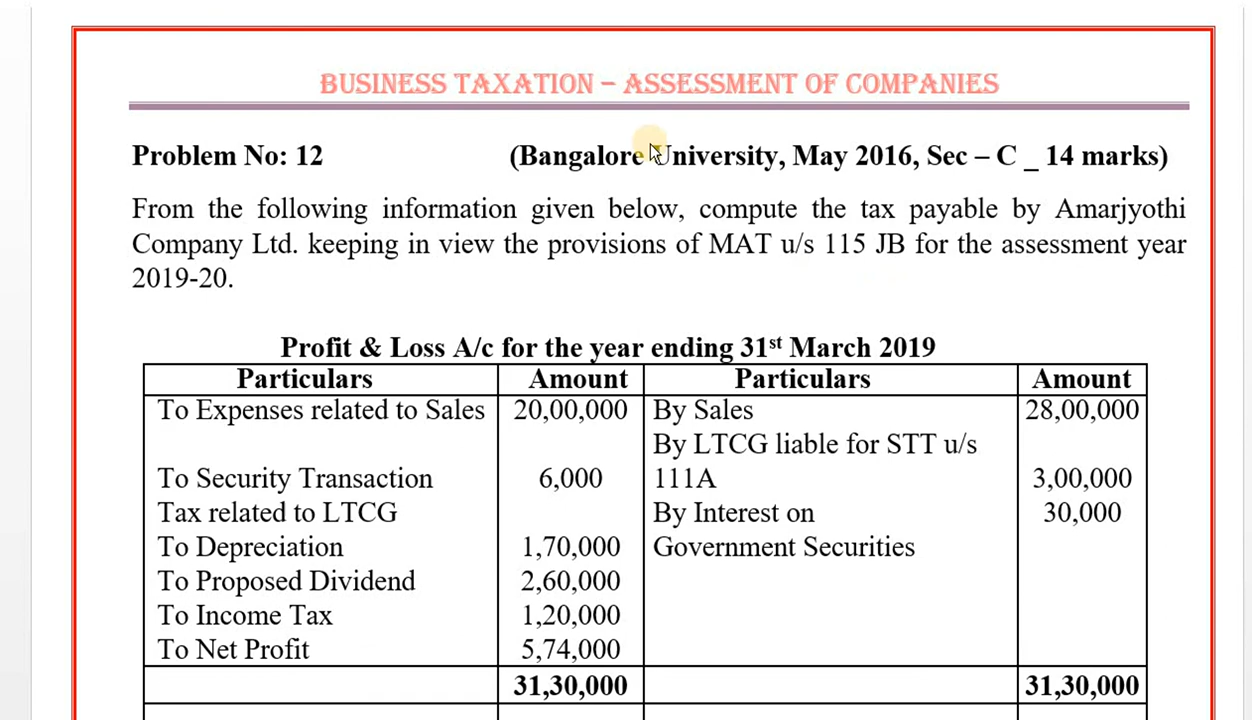 BUSINESS TAXATION – ASSESSMENT OF COMPANIES
Problem No: 12 (Bangalore University, May 2016, Sec – C _ 14 marks)
From the following information given below, compute the tax payable by Amarjyothi
Company Ltd. keeping in view the provisions of MAT u/s 115 JB for the assessment year
2019-20.
Profit & Loss A/c for the year ending 31st March 2019
Particulars Amount Particulars Amount
To Expenses related to Sales 20,00,000 By Sales 28,00,000
By LTCG liable for STT u/s
To Security Transaction 6,000 111A 3,00,000
Tax related to LTCG By Interest on 30,000
To Depreciation 1,70,000 Government Securities
To Proposed Dividend 2,60,000
To Income Tax 1,20,000
To Net Profit 5,74,000
31,30,000 31,30,000